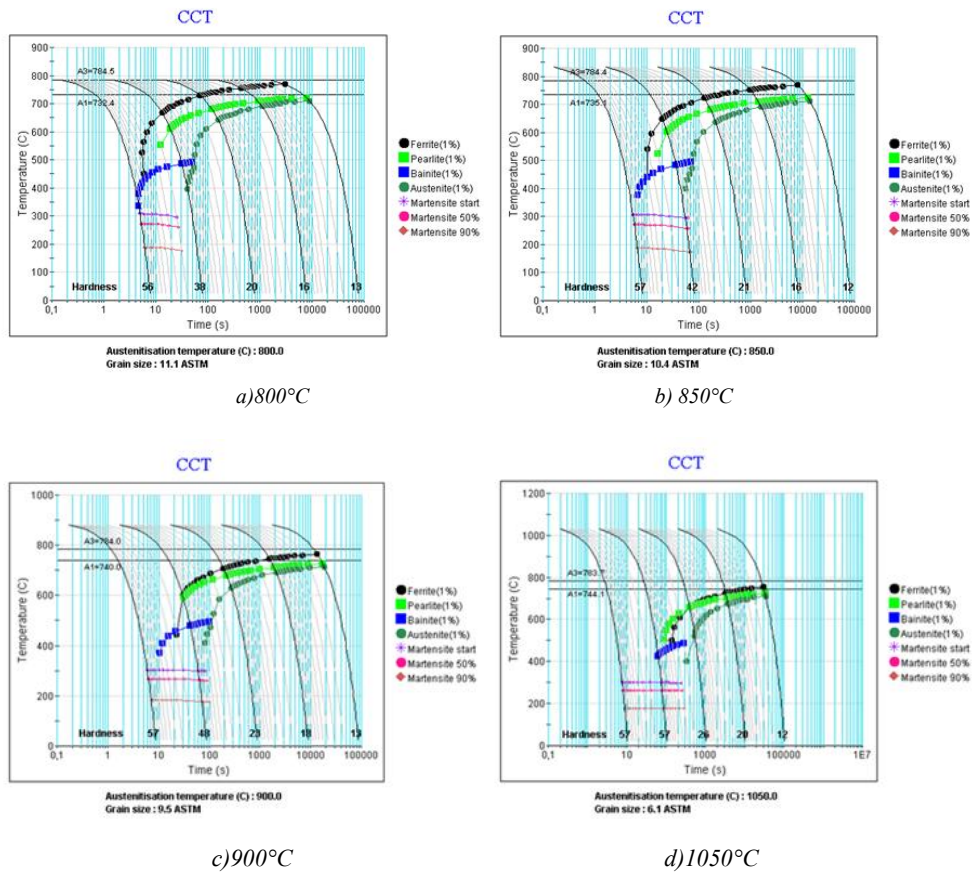 CCT
900
800
700
600
500
400
300
200
100
0
Temperature (C)
A3=784.5
A1=732.4
Hardness 56 38 20 16 13
0,1 1 10 100 1000 10000 100000
Time (s)
Ferrite(1%)
Pearlite(1%)
Bainite(1%)
Austenite(1%)
Martensite start
Martensite 50%
Martensite 90%
Austenitisation temperature (C) : 800.0
Grain size : 11.1 ASTM
a)800°C
CCT
900
800
700
600
500
400
300
200
100
0
Temperature (C)
A3=784.4
A1=735.1
Hardness 57 42 21 16 12
0,1 1 10 100 1000 10000 100000
Time (s)
Ferrite(1%)
Pearlite(1%)
Bainite(1%)
Austenite(1%)
Martensite start
Martensite 50%
Martensite 90%
Austenitisation temperature (C) : 850.0
Grain size : 10.4 ASTM
b) 850°C
CCT
1000
800
600
400
200
0
Temperature (C)
A3=784.0
A1=740.0
Hardness 57 48 23 18 13
0,1 1 10 100 1000 10000 100000
Time (s)
Ferrite(1%)
Pearlite(1%)
Bainite(1%)
Austenite(1%)
Martensite start
Martensite 50%
Martensite 90%
Austenitisation temperature (C) : 900.0
Grain size : 9.5 ASTM
c)900°C
CCT
1200
1000
800
600
400
200
0
Temperature (C)
A1=744.1
Hardness 57 57 26 20 12
0,1 10 1000 100000 1E7
Time (s)
Ferrite(1%)
Pearlite(1%)
Bainite(1%)
Austenite(1%)
Martensite start
Martensite 50%
Martensite 90%
Austenitisation temperature (C) : 1050.0
Grain size : 6.1 ASTM
d)1050°C